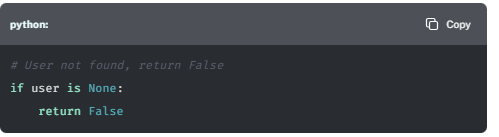 python:
Copy
# User not found, return False
if user is None:
    return False